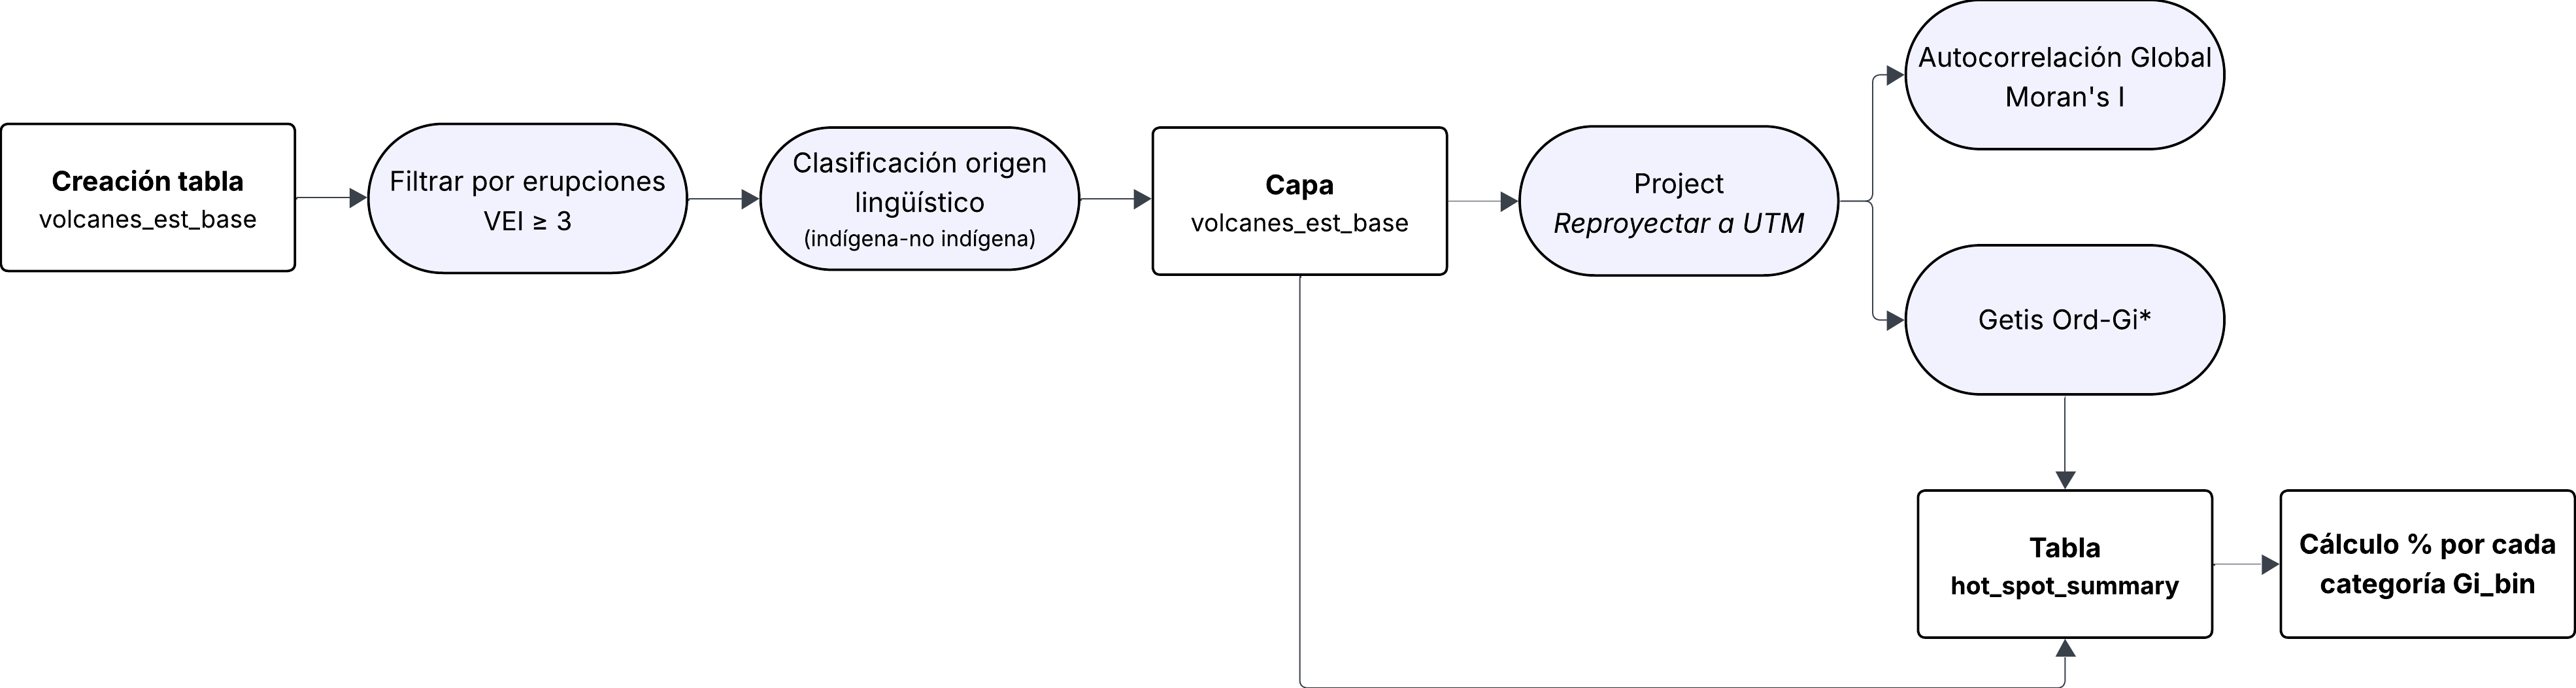 Creación tabla
volcanes_est_base
Filtrar por erupciones
VEI ≥ 3
Clasificación origen
lingüístico
(indígena-no indígena)
Capa
volcanes_est_base
Project
Reproyectar a UTM
Autocorrelación Global
Moran's I
Getis Ord-Gi*
Tabla
hot_spot_summary
Cálculo % por cada
categoría Gi_bin